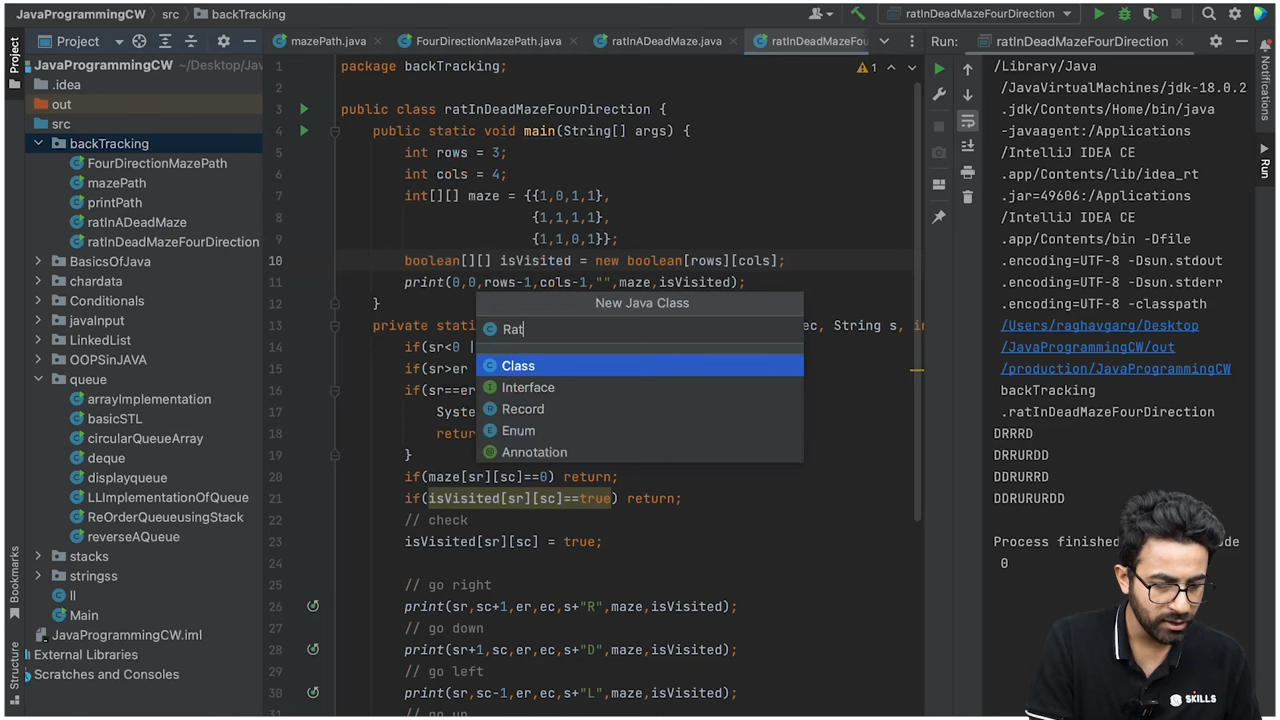 JavaProgrammingCW src backTracking ratInDeadMazeFourDirection
Project
Project
JavaProgrammingCW ~/Desktop/Jav
.idea
out
src
backTracking
FourDirectionMazePath
mazePath
printPath
ratInADeadMaze
ratInDeadMazeFourDirection
BasicsOfJava
chardata
Conditionals
javaInput
LinkedList
OOPSinJAVA
queue
arrayImplementation
basicSTL
circularQueueArray
deque
displayqueue
LLImplementationOfQueue
ReOrderQueueusingStack
reverseAQueue
stacks
stringss
ll
Main
JavaProgrammingCW.iml
External Libraries
Scratches and Consoles
Bookmarks
Structure
mazePath.java FourDirectionMazePath.java ratInADeadMaze.java ratInDeadMazeFou
1 package backTracking;
2
3 public class ratInDeadMazeFourDirection {
4 public static void main(String[] args) {
5 int rows = 3;
6 int cols = 4;
7 int[][] maze = {{1,0,1,1},
8 {1,1,1,1},
9 {1,1,0,1}};
10 boolean[][] isVisited = new boolean[rows][cols];
11 print(0,0,rows-1,cols-1,"",maze,isVisited);
12 }
13 private stati ec, String s, in
14 if(sr<0 |
15 if(sr>er
16 if(sr==er
17 Syste
18 retur
19 }
20 if(maze[sr][sc]==0) return;
21 if(isVisited[sr][sc]==true) return;
22 // check
23 isVisited[sr][sc] = true;
24
25 // go right
26 print(sr,sc+1,er,ec,s+"R",maze,isVisited);
27 // go down
28 print(sr+1,sc,er,ec,s+"D",maze,isVisited);
29 // go left
30 print(sr,sc-1,er,ec,s+"L",maze,isVisited);
// go up
1
New Java Class
Rat
Class
Interface
Record
Enum
Annotation
Run: ratInDeadMazeFourDirection
/Library/Java
/JavaVirtualMachines/jdk-18.0.2
.jdk/Contents/Home/bin/java
-javaagent:/Applications
/IntelliJ IDEA CE
.app/Contents/lib/idea_rt
.jar=49606:/Applications
/IntelliJ IDEA CE
.app/Contents/bin -Dfile
.encoding=UTF-8 -Dsun.stdout
.encoding=UTF-8 -Dsun.stderr
.encoding=UTF-8 -classpath
/Users/raghavgarg/Desktop
/JavaProgrammingCW/out
/production/JavaProgrammingCW
backTracking
.ratInDeadMazeFourDirection
DRRRD
DRRURDD
DDRURRD
DDRURURDD
Process finished ode
0
Notifications
Run
SKILLS